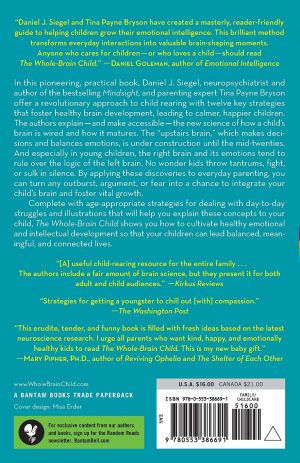 Daniel J. Siegel and Tina Payne Bryson have created a masterly, reader-friendly
guide to helping children grow their emotional intelligence. This brilliant method
transforms everyday interactions into valuable brain-shaping moments.
Anyone who cares for children—or who loves a child—should read
The Whole-Brain Child.” —DANIEL GOLEMAN, author of Emotional Intelligence
In this pioneering, practical book, Daniel J. Siegel, neuropsychiatrist and
author of the bestselling Mindsight, and parenting expert Tina Payne Bryson
offer a revolutionary approach to child rearing with twelve key strategies
that foster healthy brain development, leading to calmer, happier children.
The authors explain—and make accessible—the new science of how a child’s
brain is wired and how it matures. The “upstairs brain,” which makes deci-
sions and balances emotions, is under construction until the mid-twenties.
And especially in young children, the right brain and its emotions tend to
rule over the logic of the left brain. No wonder kids throw tantrums, fight,
or sulk in silence. By applying these discoveries to everyday parenting, you
can turn any outburst, argument, or fear into a chance to integrate your
child’s brain and foster vital growth.
Complete with age-appropriate strategies for dealing with day-to-day
struggles and illustrations that will help you explain these concepts to your
child, The Whole-Brain Child shows you how to cultivate healthy emotional
and intellectual development so that your children can lead balanced, mean-
ingful, and connected lives.
“[A] useful child-rearing resource for the entire family . . .
The authors include a fair amount of brain science, but they present it for both
adult and child audiences.” —Kirkus Reviews
“Strategies for getting a youngster to chill out [with] compassion.”
—The Washington Post
“This erudite, tender, and funny book is filled with fresh ideas based on the latest
neuroscience research. I urge all parents who want kind, happy, and emotionally
healthy kids to read The Whole-Brain Child. This is my new baby gift.”
—MARY PIPHER, PH.D., author of Reviving Ophelia and The Shelter of Each Other
www.WholeBrainChild.com
A BANTAM BOOKS TRADE PAPERBACK
Cover design: Misa Erder
For exclusive content from our authors
and books, sign up for the Random Reads
newsletter. BantamDell.com
U.S.A. $16.00 CANADA $21.00
ISBN 978-0-553-38669-1
FAMILY/
CHILDCARE
51600
EAN
9 780553 386691